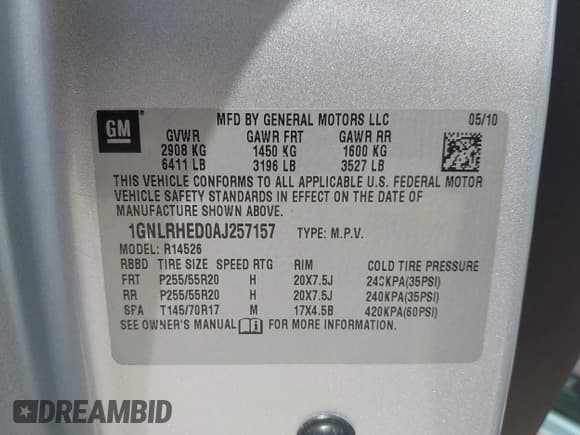 GM
®
MFD BY GENERAL MOTORS LLC 05/10
GVWR GAWR FRT GAWR RR
2908 KG 1450 KG 1600 KG
6411 LB 3196 LB 3527 LB
THIS VEHICLE CONFORMS TO ALL APPLICABLE U.S. FEDERAL MOTOR
VEHICLE SAFETY STANDARDS IN EFFECT ON THE DATE OF
MANUFACTURE SHOWN ABOVE.
1GNLRHED0AJ257157 TYPE: M.P.V.
MODEL: R14526
RBBD TIRE SIZE SPEED RTG RIM COLD TIRE PRESSURE
FRT P255/55R20 H 20X7.5J 240KPA(35PSI)
RR P255/55R20 H 20X7.5J 240KPA(35PSI)
SPA T145/70R17 M 17X4.5B 420KPA(60PSI)
SEE OWNER'S MANUAL FOR MORE INFORMATION.
DREAMBID